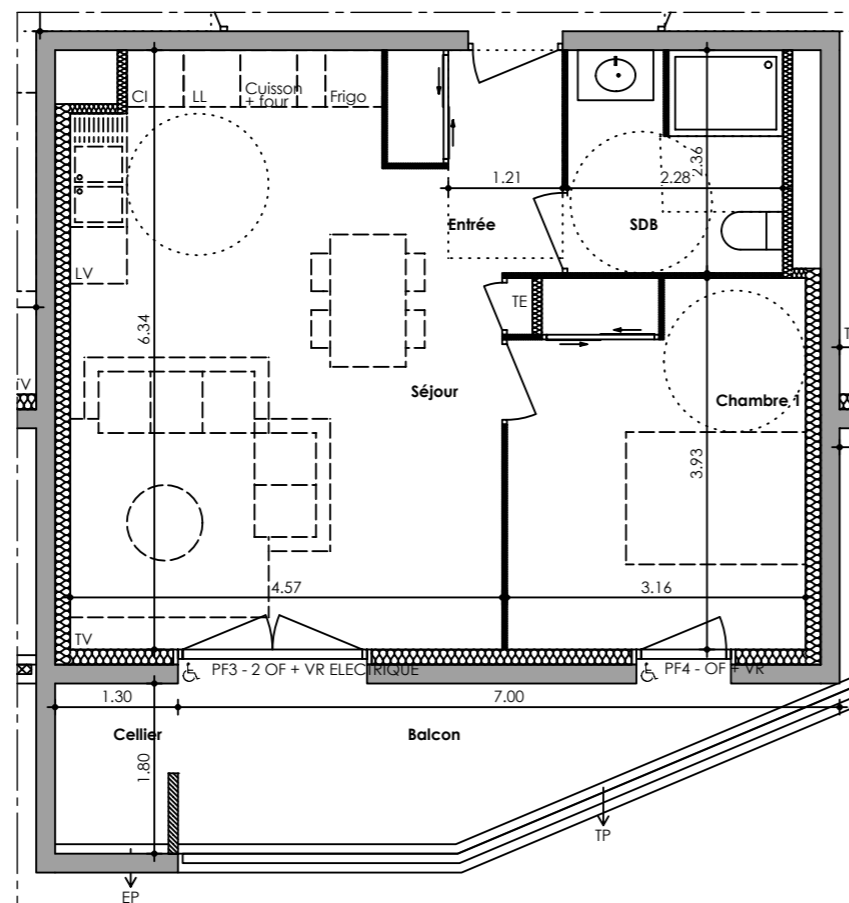 CI
LL
Cuisson
+ four
Frigo
1.21
2.28
2.36
Entrée
SDB
LV
TE
6.34
Séjour
Chambre 1
3.93
4.57
3.16
TV
PF3 - 2 OF + VR ELECTRIQUE
PF4 - OF + VR
1.30
7.00
Cellier
Balcon
1.80
TP
EP